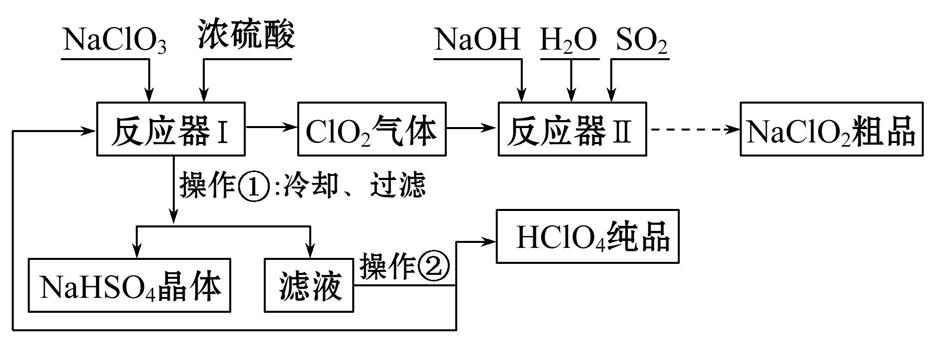 NaClO₃ 浓硫酸 NaOH H₂O SO₂
反应器Ⅰ ClO₂气体 反应器Ⅱ NaClO₂粗品
操作①:冷却、过滤
HClO₄纯品
NaHSO₄晶体 滤液 操作②